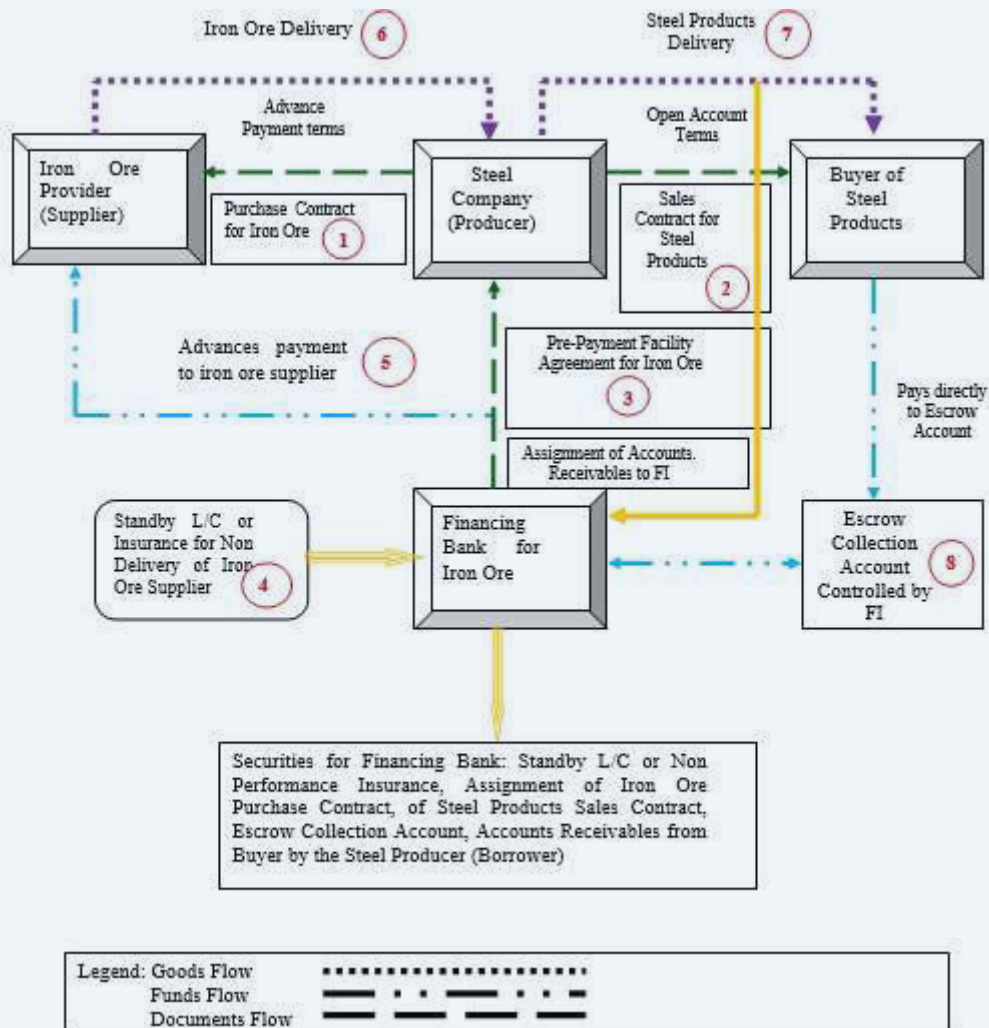 Iron Ore Delivery
6
Steel Products
Delivery
7
Advance
Payment terms
Open Account
Terms
Iron Ore
Provider
(Supplier)
Steel
Company
(Producer)
Buyer of
Steel
Products
Purchase Contract
for Iron Ore
1
Sales
Contract for
Steel
Products
2
Advances payment
to iron ore supplier
5
Pre-Payment Facility
Agreement for Iron Ore
3
Pays directly
to Escrow
Account
Assignment of Accounts.
Receivables to FI
Standby L/C or
Insurance for Non
Delivery of Iron
Ore Supplier
4
Financing
Bank for
Iron Ore
Escrow
Collection
Account
Controlled by
FI
8
Securities for Financing Bank: Standby L/C or Non
Performance Insurance, Assignment of Iron Ore
Purchase Contract, of Steel Products Sales Contract,
Escrow Collection Account, Accounts Receivables from
Buyer by the Steel Producer (Borrower)
Legend: Goods Flow
Funds Flow
Documents Flow